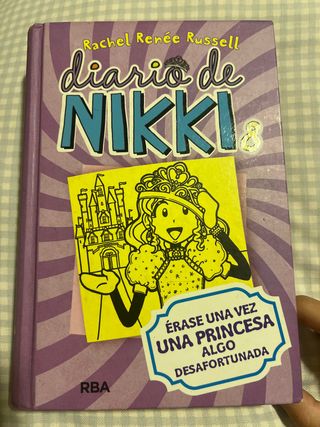 Rachel Renée Russell
diario de
NIKKI 8
ÉRASE UNA VEZ
UNA PRINCESA
ALGO
DESAFORTUNADA
RBA